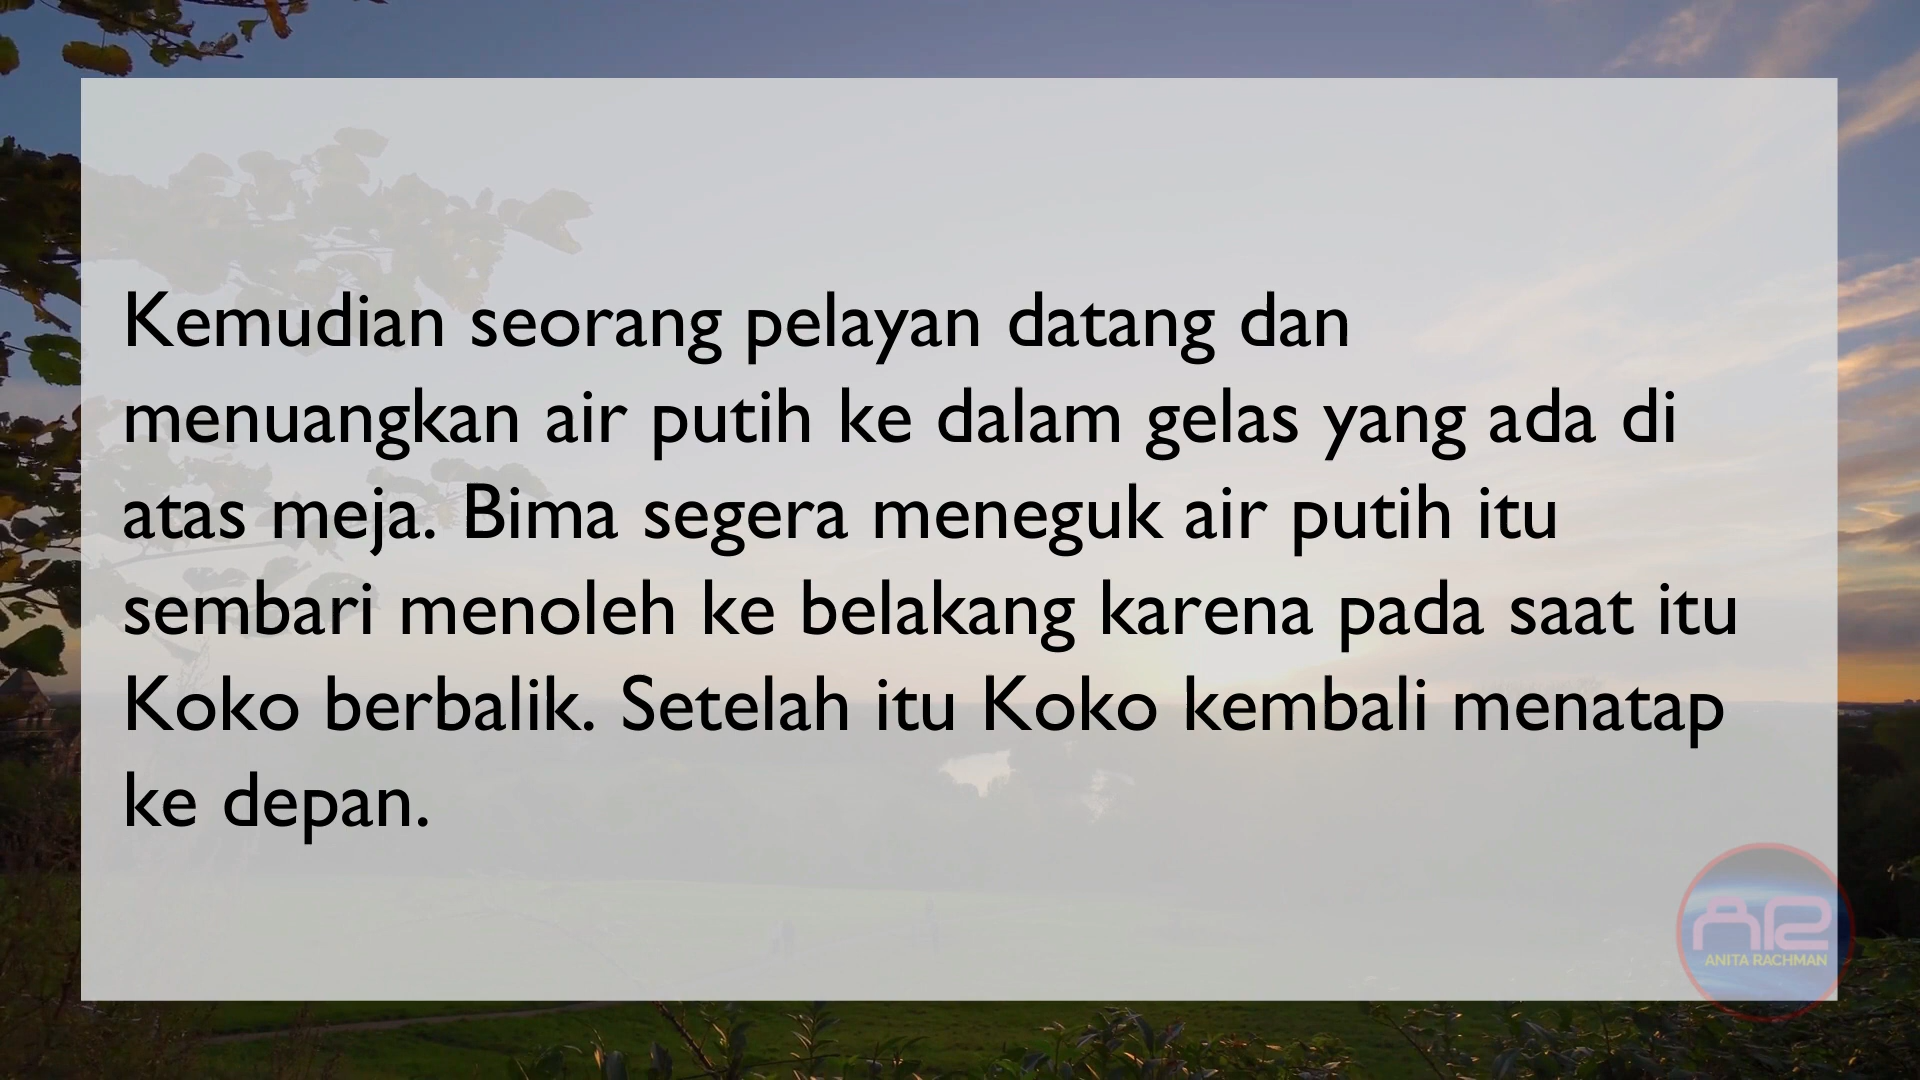 Kemudian seorang pelayan datang dan
menuangkan air putih ke dalam gelas yang ada di
atas meja. Bima segera meneguk air putih itu
sembari menoleh ke belakang karena pada saat itu
Koko berbalik. Setelah itu Koko kembali menatap
ke depan.
AR
ANITA RACHMAN